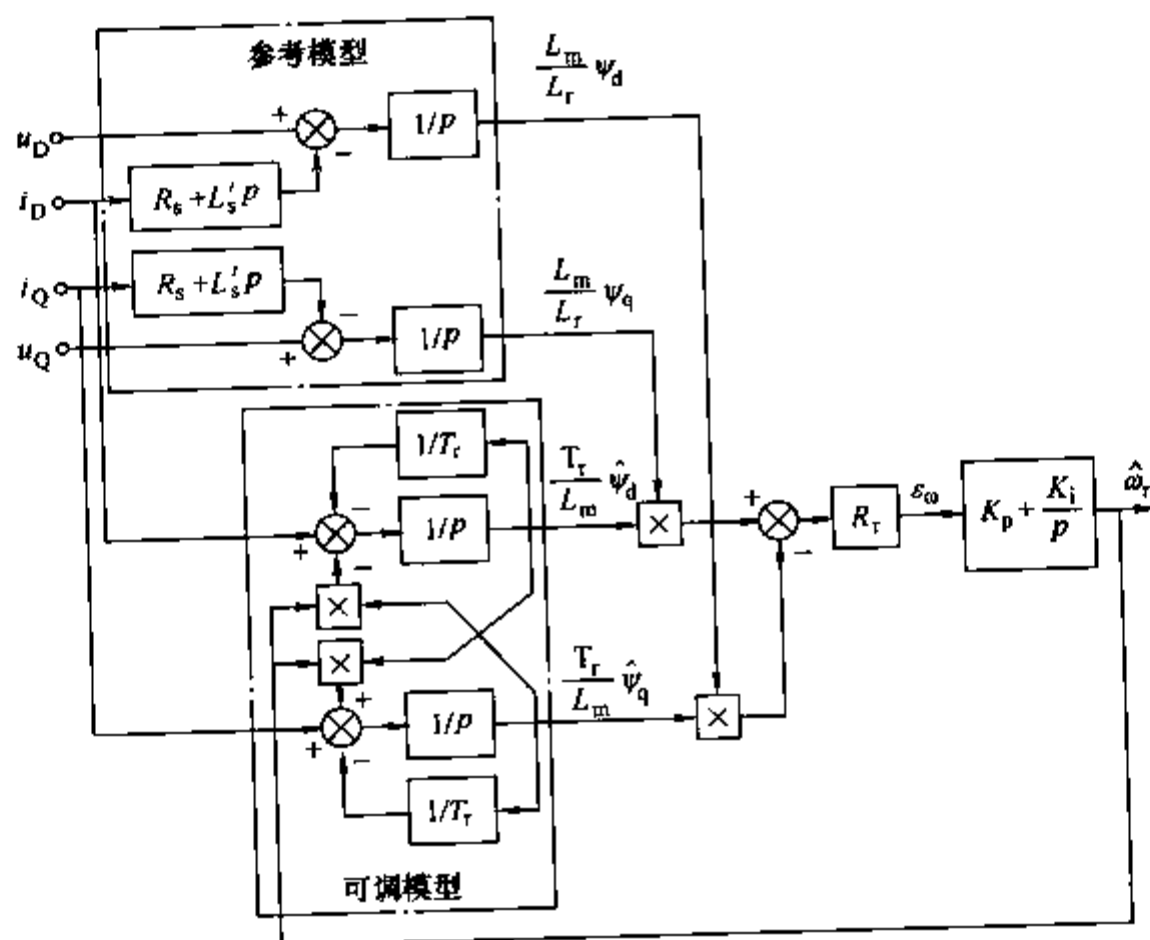 参考模型
u_D
i_D
i_Q
u_Q
+
−
1/p
R_s + L_s′ p
R_s + L_s′ p
−
+
1/p
L_m/L_r ψ_d
L_m/L_r ψ_q
1/T_r
−
+
−
1/p
×
×
+
+
−
1/p
1/T_r
T_r/L_m ψ̂_d
T_r/L_m ψ̂_q
×
×
+
−
R_r
ε_ω
K_p + K_i/p
ω̂_r
可调模型